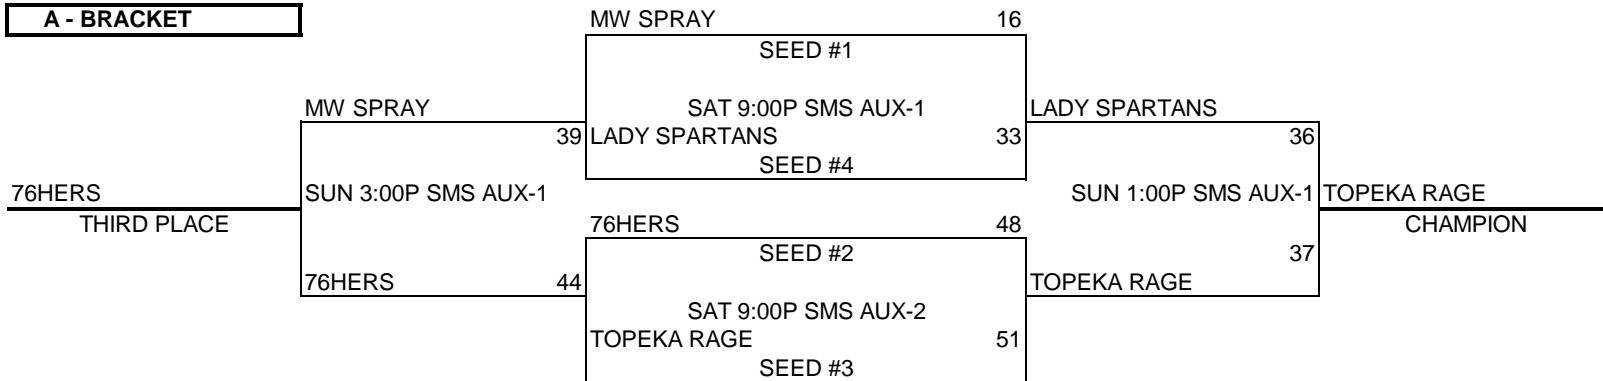 A - BRACKET
MW SPRAY 16
SEED #1
MW SPRAY SAT 9:00P SMS AUX-1 LADY SPARTANS
39 LADY SPARTANS 33 36
SEED #4
76HERS SUN 3:00P SMS AUX-1 SUN 1:00P SMS AUX-1 TOPEKA RAGE
THIRD PLACE 76HERS 48 CHAMPION
SEED #2 37
76HERS 44 TOPEKA RAGE
SAT 9:00P SMS AUX-2
TOPEKA RAGE 51
SEED #3